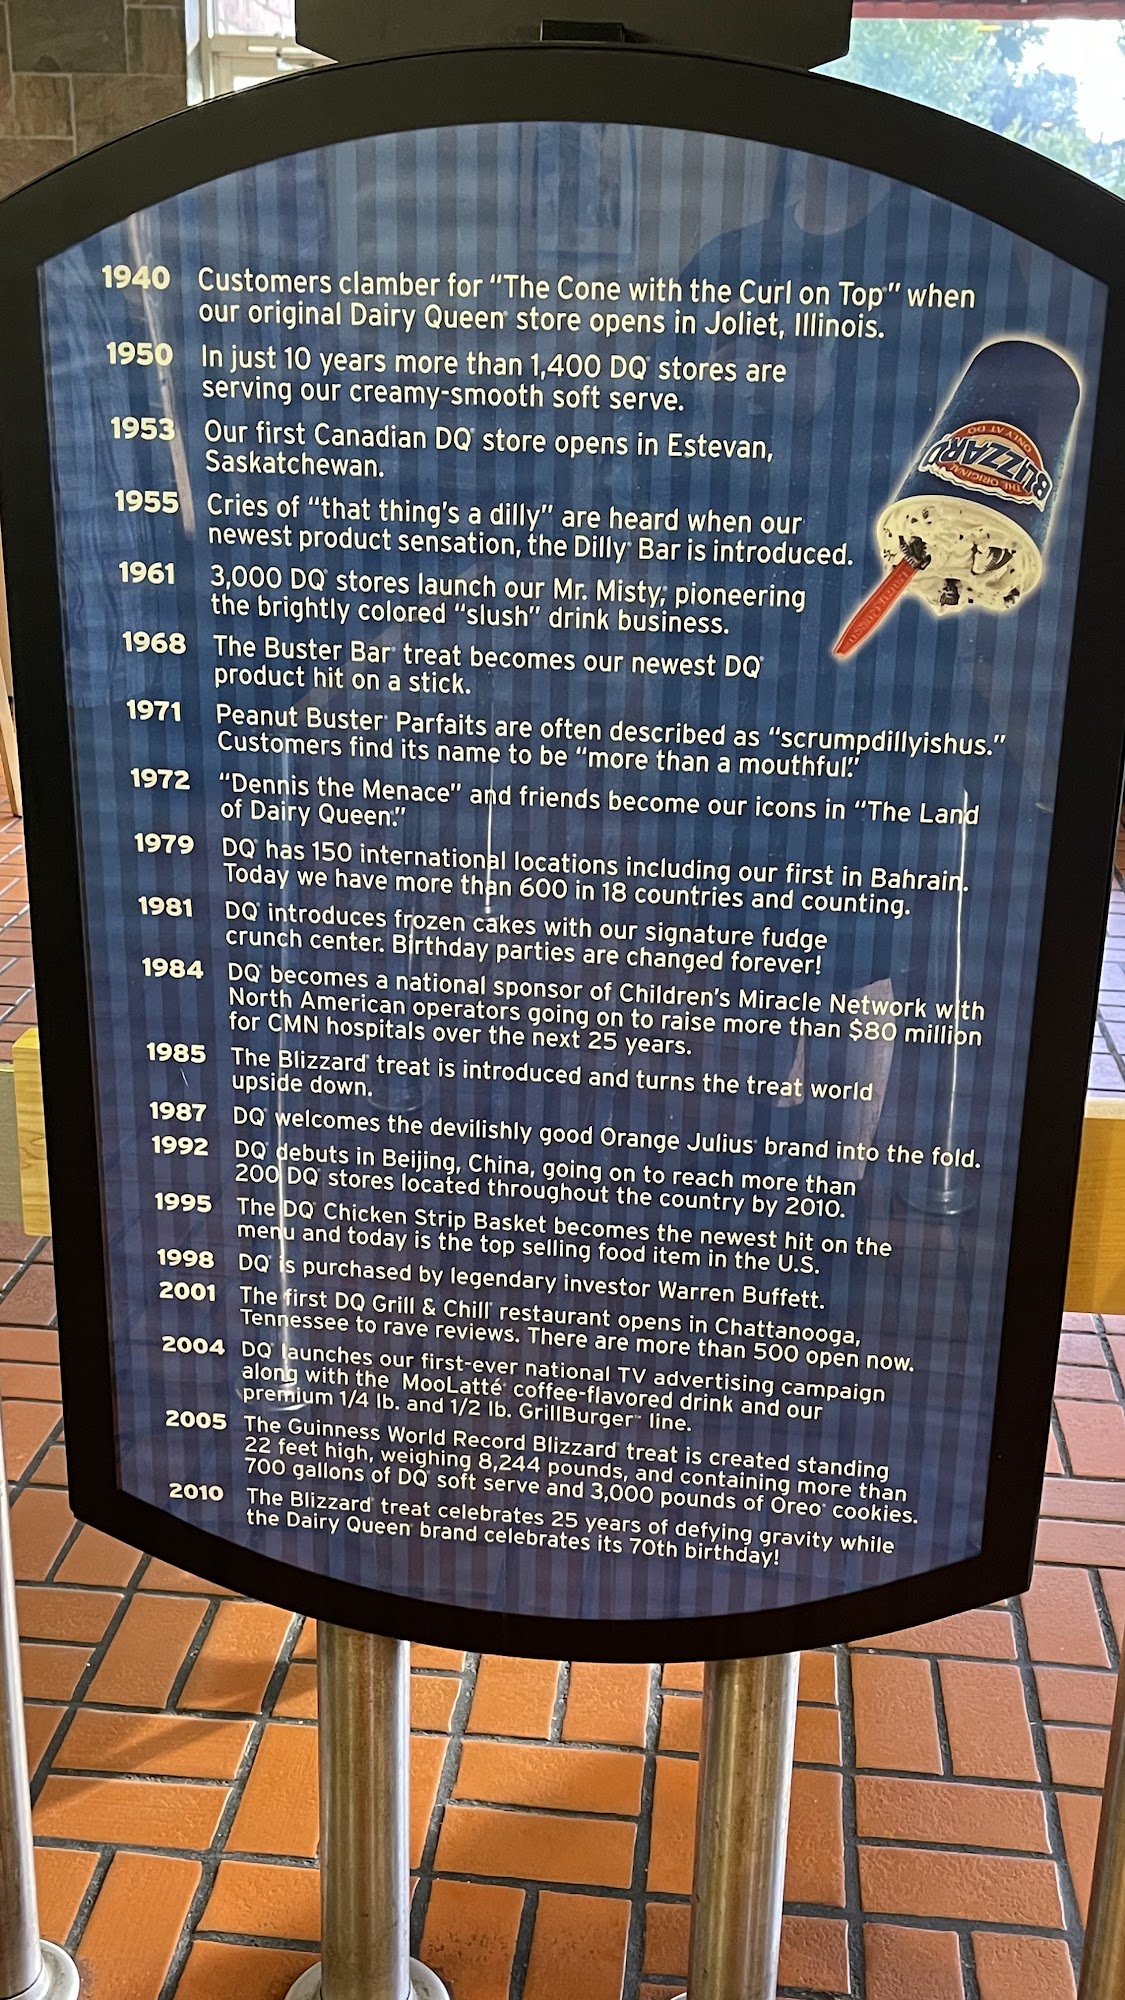 1940 Customers clamber for "The Cone with the Curl on Top®" when
our original Dairy Queen® store opens in Joliet, Illinois.
1950 In just 10 years more than 1,400 DQ® stores are
serving our creamy-smooth soft serve.
1953 Our first Canadian DQ® store opens in Estevan,
Saskatchewan.
1955 Cries of "that thing's a dilly" are heard when our
newest product sensation, the Dilly® Bar is introduced.
1961 3,000 DQ® stores launch our Mr. Misty®, pioneering
the brightly colored "slush" drink business.
1968 The Buster Bar® treat becomes our newest DQ®
product hit on a stick.
1971 Peanut Buster® Parfaits are often described as "scrumpdillyishus."
Customers find its name to be "more than a mouthful."
1972 "Dennis the Menace" and friends become our icons in "The Land
of Dairy Queen."
1979 DQ® has 150 international locations including our first in Bahrain.
Today we have more than 600 in 18 countries and counting.
1981 DQ® introduces frozen cakes with our signature fudge
crunch center. Birthday parties are changed forever!
1984 DQ® becomes a national sponsor of Children's Miracle Network with
North American operators going on to raise more than $80 million
for CMN hospitals over the next 25 years.
1985 The Blizzard® treat is introduced and turns the treat world
upside down.
1987 DQ® welcomes the devilishly good Orange Julius® brand into the fold.
1992 DQ® debuts in Beijing, China, going on to reach more than
200 DQ® stores located throughout the country by 2010.
1995 The DQ® Chicken Strip Basket becomes the newest hit on the
menu and today is the top selling food item in the U.S.
1998 DQ® is purchased by legendary investor Warren Buffett.
2001 The first DQ Grill & Chill® restaurant opens in Chattanooga,
Tennessee to rave reviews. There are more than 500 open now.
2004 DQ® launches our first-ever national TV advertising campaign
along with the MooLatté® coffee-flavored drink and our
premium 1/4 lb. and 1/2 lb. GrillBurger™ line.
2005 The Guinness World Record Blizzard® treat is created standing
22 feet high, weighing 8,244 pounds, and containing more than
700 gallons of DQ® soft serve and 3,000 pounds of Oreo® cookies.
2010 The Blizzard® treat celebrates 25 years of defying gravity while
the Dairy Queen® brand celebrates its 70th birthday!
THE ORIGINAL
BLIZZARD
ONLY AT DQ